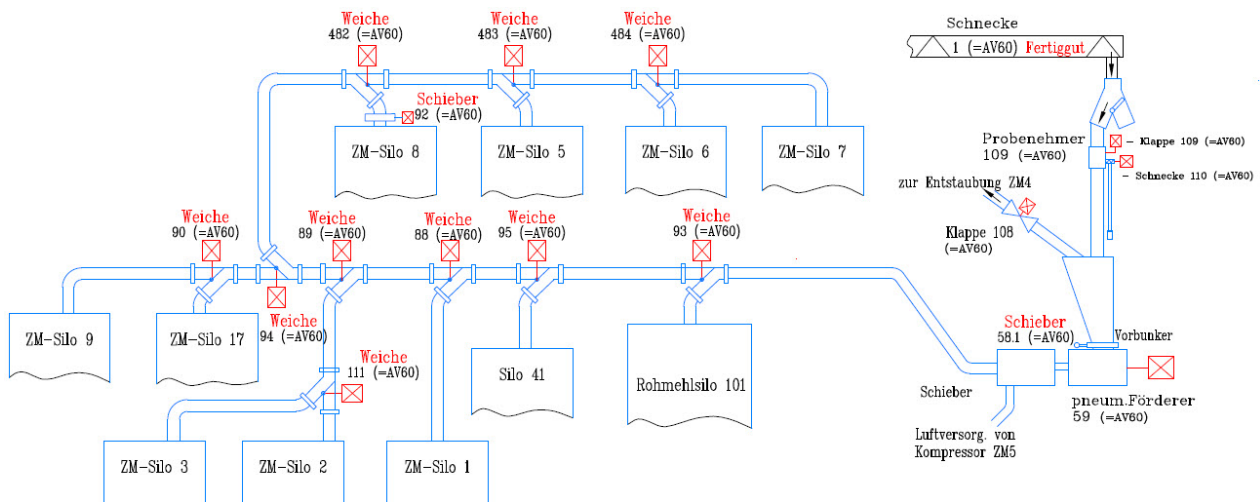 Weiche
482 (=AV60)
Weiche
483 (=AV60)
Weiche
484 (=AV60)
Schnecke
1 (=AV60) Fertiggut
Schieber
92 (=AV60)
ZM-Silo 8
ZM-Silo 5
ZM-Silo 6
ZM-Silo 7
Probenehmer
109 (=AV60)
- Klappe 109 (=AV60)
- Schnecke 110 (=AV60)
zur Entstaubung ZM4
Klappe 108
(=AV60)
Weiche
90 (=AV60)
Weiche
89 (=AV60)
Weiche
88 (=AV60)
Weiche
95 (=AV60)
Weiche
93 (=AV60)
ZM-Silo 9
ZM-Silo 17
Weiche
94 (=AV60)
Weiche
111 (=AV60)
Silo 41
Rohmehlsilo 101
Schieber
58.1 (=AV60)
Vorbunker
Schieber
pneum.Förderer
59 (=AV60)
Luftversorg. von
Kompressor ZM5
ZM-Silo 3
ZM-Silo 2
ZM-Silo 1